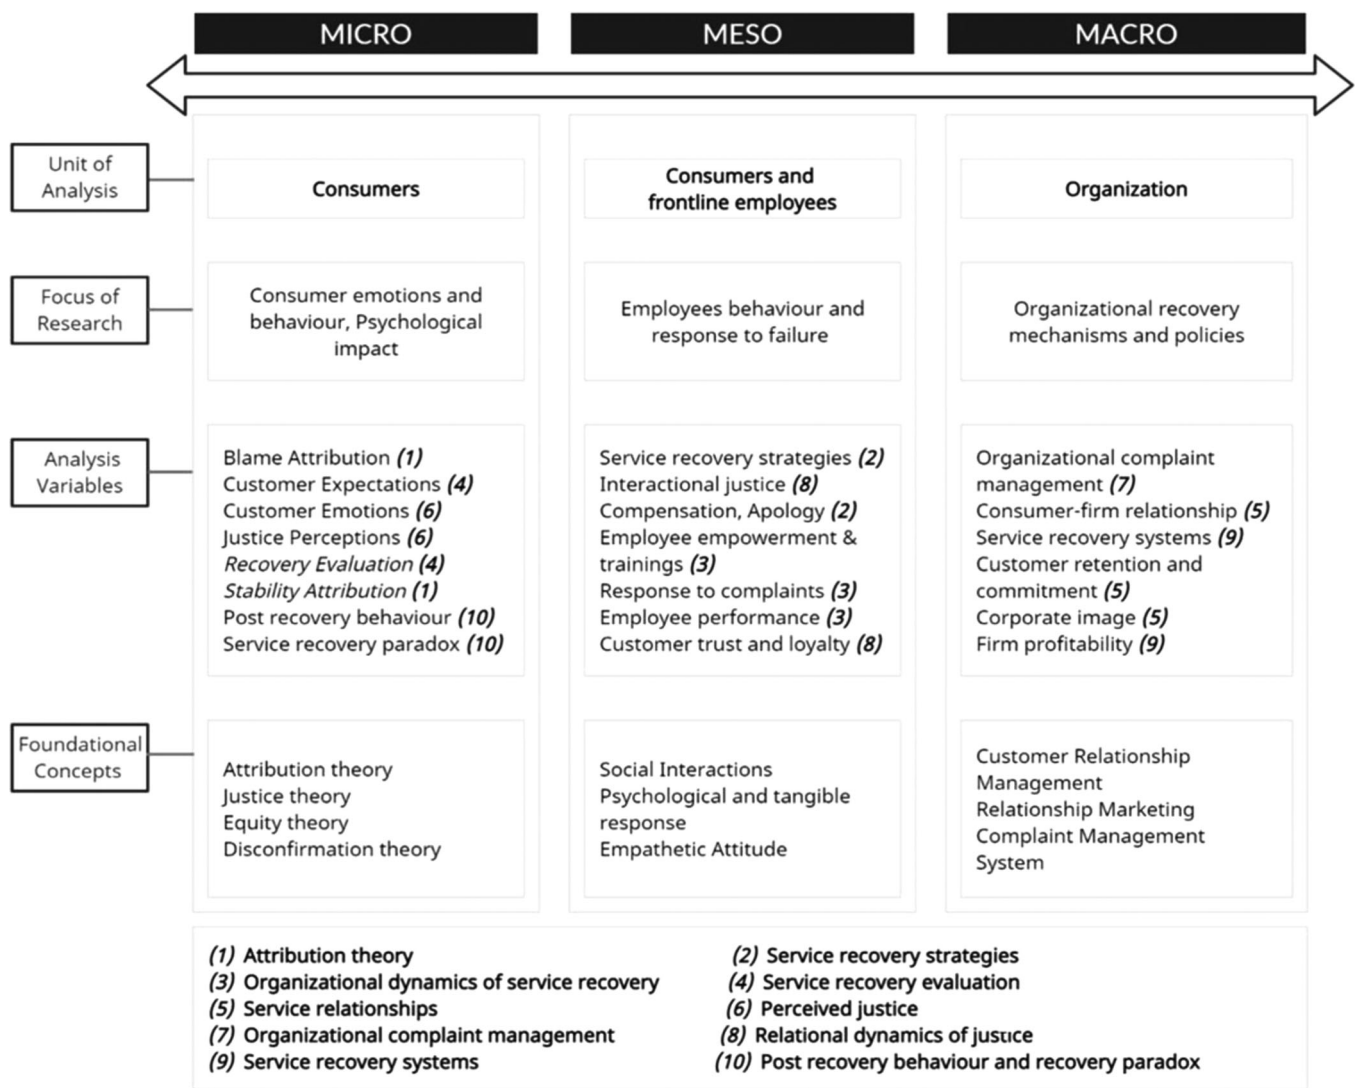 MICRO
MESO
MACRO
Unit of
Analysis
Consumers
Consumers and
frontline employees
Organization
Focus of
Research
Consumer emotions and
behaviour, Psychological
impact
Employees behaviour and
response to failure
Organizational recovery
mechanisms and policies
Analysis
Variables
Blame Attribution (1)
Customer Expectations (4)
Customer Emotions (6)
Justice Perceptions (6)
Recovery Evaluation (4)
Stability Attribution (1)
Post recovery behaviour (10)
Service recovery paradox (10)
Service recovery strategies (2)
Interactional justice (8)
Compensation, Apology (2)
Employee empowerment &
trainings (3)
Response to complaints (3)
Employee performance (3)
Customer trust and loyalty (8)
Organizational complaint
management (7)
Consumer-firm relationship (5)
Service recovery systems (9)
Customer retention and
commitment (5)
Corporate image (5)
Firm profitability (9)
Foundational
Concepts
Attribution theory
Justice theory
Equity theory
Disconfirmation theory
Social Interactions
Psychological and tangible
response
Empathetic Attitude
Customer Relationship
Management
Relationship Marketing
Complaint Management
System
(1) Attribution theory
(2) Service recovery strategies
(3) Organizational dynamics of service recovery
(4) Service recovery evaluation
(5) Service relationships
(6) Perceived justice
(7) Organizational complaint management
(8) Relational dynamics of justice
(9) Service recovery systems
(10) Post recovery behaviour and recovery paradox